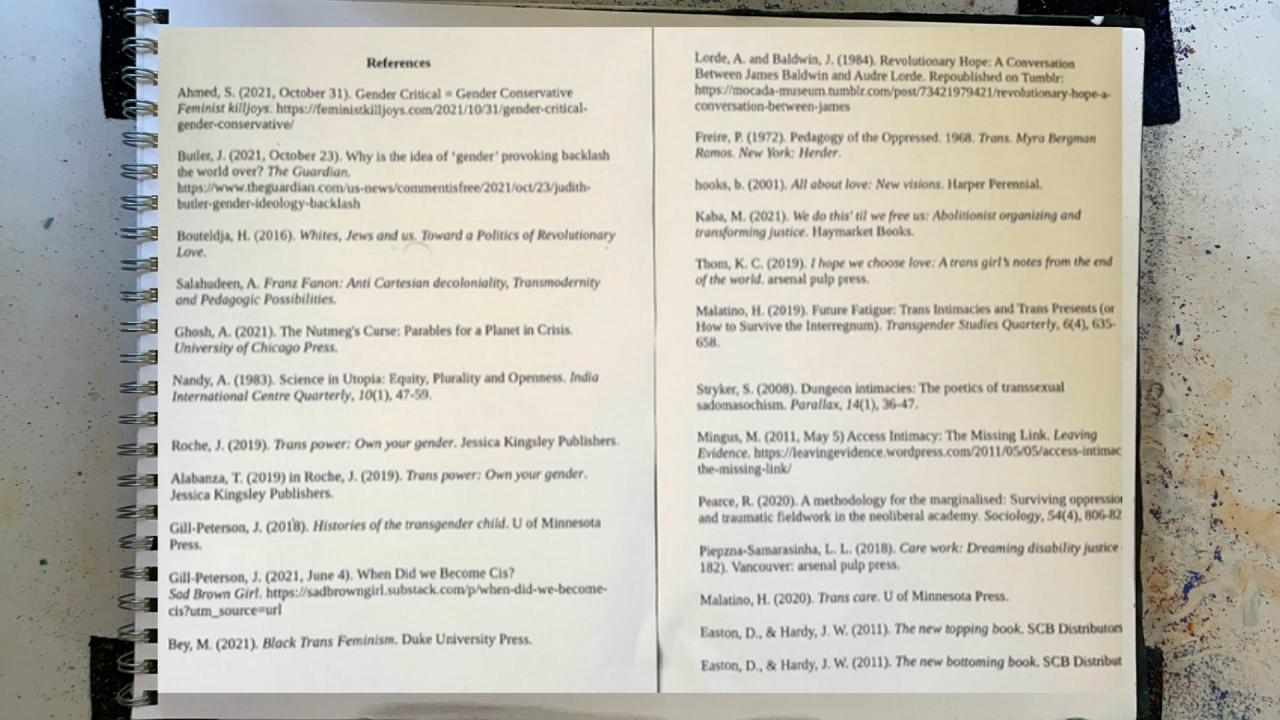 References
Ahmed, S. (2021, October 31). Gender Critical = Gender Conservative
Feminist killjoys. https://feministkilljoys.com/2021/10/31/gender-critical-
gender-conservative/
Butler, J. (2021, October 23). Why is the idea of 'gender' provoking backlash
the world over? The Guardian.
https://www.theguardian.com/us-news/commentisfree/2021/oct/23/judith-
butler-gender-ideology-backlash
Bouteldja, H. (2016). Whites, Jews and us. Toward a Politics of Revolutionary
Love.
Salahudeen, A. Franz Fanon: Anti Cartesian decoloniality, Transmodernity
and Pedagogic Possibilities.
Ghosh, A. (2021). The Nutmeg's Curse: Parables for a Planet in Crisis.
University of Chicago Press.
Nandy, A. (1983). Science in Utopia: Equity, Plurality and Openness. India
International Centre Quarterly, 10(1), 47-59.
Roche, J. (2019). Trans power: Own your gender. Jessica Kingsley Publishers.
Alabanza, T. (2019) in Roche, J. (2019). Trans power: Own your gender.
Jessica Kingsley Publishers.
Gill-Peterson, J. (2018). Histories of the transgender child. U of Minnesota
Press.
Gill-Peterson, J. (2021, June 4). When Did we Become Cis?
Sad Brown Girl. https://sadbrowngirl.substack.com/p/when-did-we-become-
cis?utm_source=url
Bey, M. (2021). Black Trans Feminism. Duke University Press.
Lorde, A. and Baldwin, J. (1984). Revolutionary Hope: A Conversation
Between James Baldwin and Audre Lorde. Repoublished on Tumblr:
https://mocada-museum.tumblr.com/post/73421979421/revolutionary-hope-a-
conversation-between-james
Freire, P. (1972). Pedagogy of the Oppressed. 1968. Trans. Myra Bergman
Ramos. New York: Herder.
hooks, b. (2001). All about love: New visions. Harper Perennial.
Kaba, M. (2021). We do this' til we free us: Abolitionist organizing and
transforming justice. Haymarket Books.
Thom, K. C. (2019). I hope we choose love: A trans girl's notes from the end
of the world. arsenal pulp press.
Malatino, H. (2019). Future Fatigue: Trans Intimacies and Trans Presents (or
How to Survive the Interregnum). Transgender Studies Quarterly, 6(4), 635-
658.
Stryker, S. (2008). Dungeon intimacies: The poetics of transsexual
sadomasochism. Parallax, 14(1), 36-47.
Mingus, M. (2011, May 5) Access Intimacy: The Missing Link. Leaving
Evidence. https://leavingevidence.wordpress.com/2011/05/05/access-intimac
the-missing-link/
Pearce, R. (2020). A methodology for the marginalised: Surviving oppression
and traumatic fieldwork in the neoliberal academy. Sociology, 54(4), 806-82
Piepzna-Samarasinha, L. L. (2018). Care work: Dreaming disability justice
182). Vancouver: arsenal pulp press.
Malatino, H. (2020). Trans care. U of Minnesota Press.
Easton, D., & Hardy, J. W. (2011). The new topping book. SCB Distributors
Easton, D., & Hardy, J. W. (2011). The new bottoming book. SCB Distribut